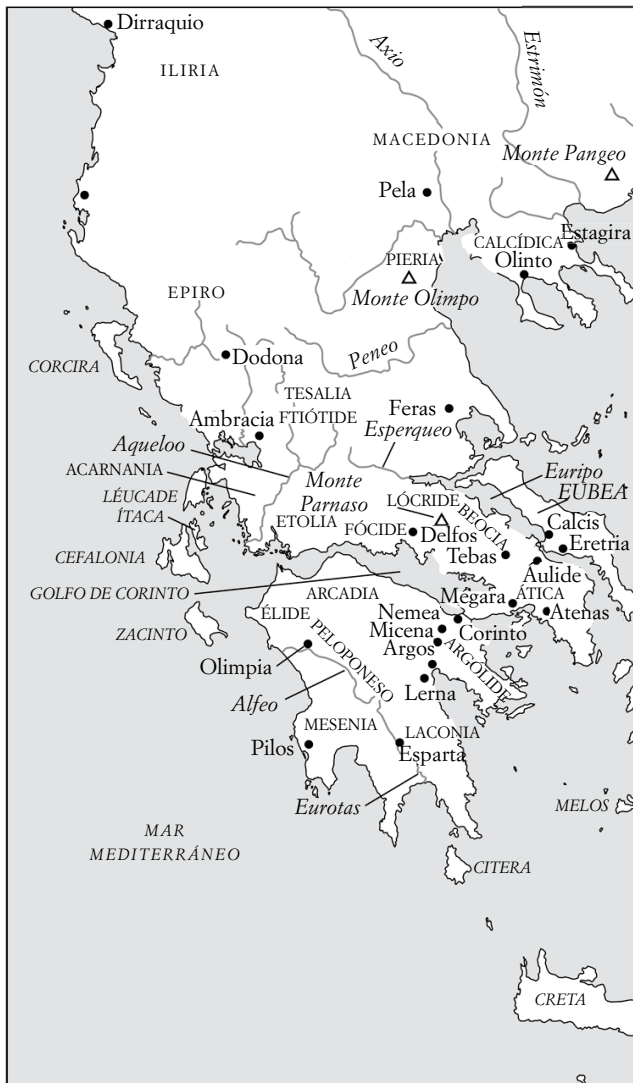 Dirraquio
ILIRIA
Axio
Estrimón
MACEDONIA
Monte Pangeo
Pela
Estagira
CALCÍDICA
Olinto
PIERIA
Monte Olimpo
EPIRO
CORCIRA
Dodona
Peneo
TESALIA
FTIÓTIDE
Feras
Ambracia
Esperqueo
Aqueloo
ACARNANIA
Monte
Parnaso
Euripo
LÉUCADE
LÓCRIDE
EUBEA
ÍTACA
ETOLIA
FÓCIDE
BEOCIA
Delfos
Calcis
Eretria
Tebas
CEFALONIA
Aulide
GOLFO DE CORINTO
ARCADIA
Mégara
ÁTICA
ÉLIDE
Nemea
Atenas
ZACINTO
Micena
Corinto
Olimpia
PELOPONESO
Argos
ARGÓLIDE
Alfeo
Lerna
MESENIA
LACONIA
Pilos
Esparta
Eurotas
MELOS
MAR
MEDITERRÁNEO
CITERA
CRETA